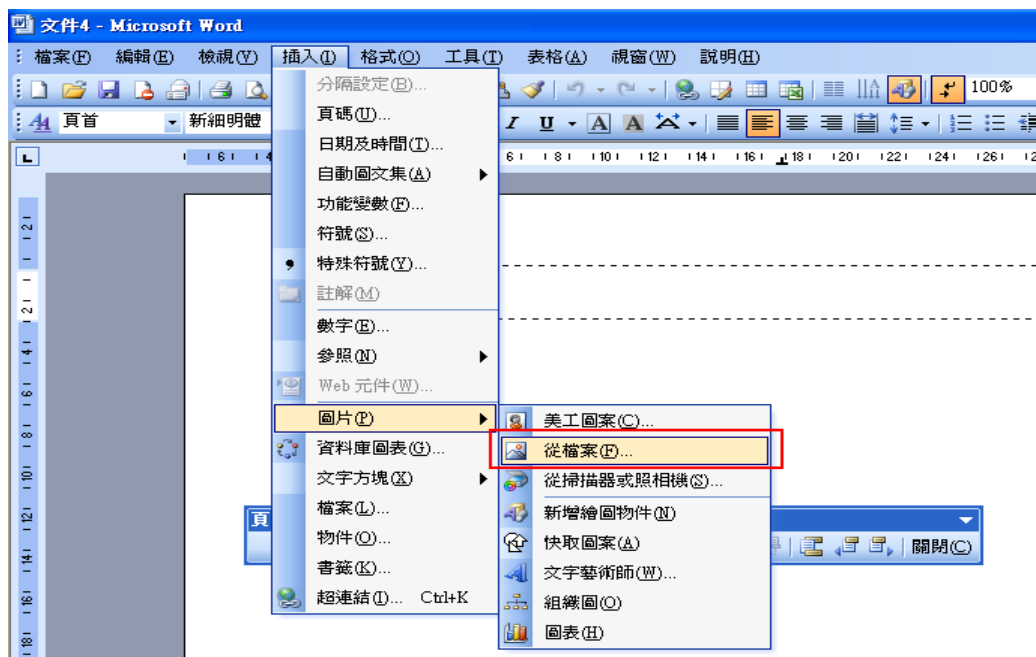 文件4 - Microsoft Word
檔案(F) 編輯(E) 檢視(V) 插入(I) 格式(O) 工具(T) 表格(A) 視窗(W) 說明(H)
100%
頁首 新細明體 I U A A
分隔設定(B)...
頁碼(U)...
日期及時間(T)...
自動圖文集(A)
功能變數(F)...
符號(S)...
特殊符號(Y)...
註解(M)
數字(E)...
參照(N)
Web 元件(W)...
圖片(P)
資料庫圖表(G)...
文字方塊(X)
檔案(L)...
物件(O)...
書籤(K)...
超連結(I)... Ctrl+K
美工圖案(C)...
從檔案(F)...
從掃描器或照相機(S)...
新增繪圖物件(N)
快取圖案(A)
文字藝術師(W)...
組織圖(O)
圖表(H)
頁
關閉(C)